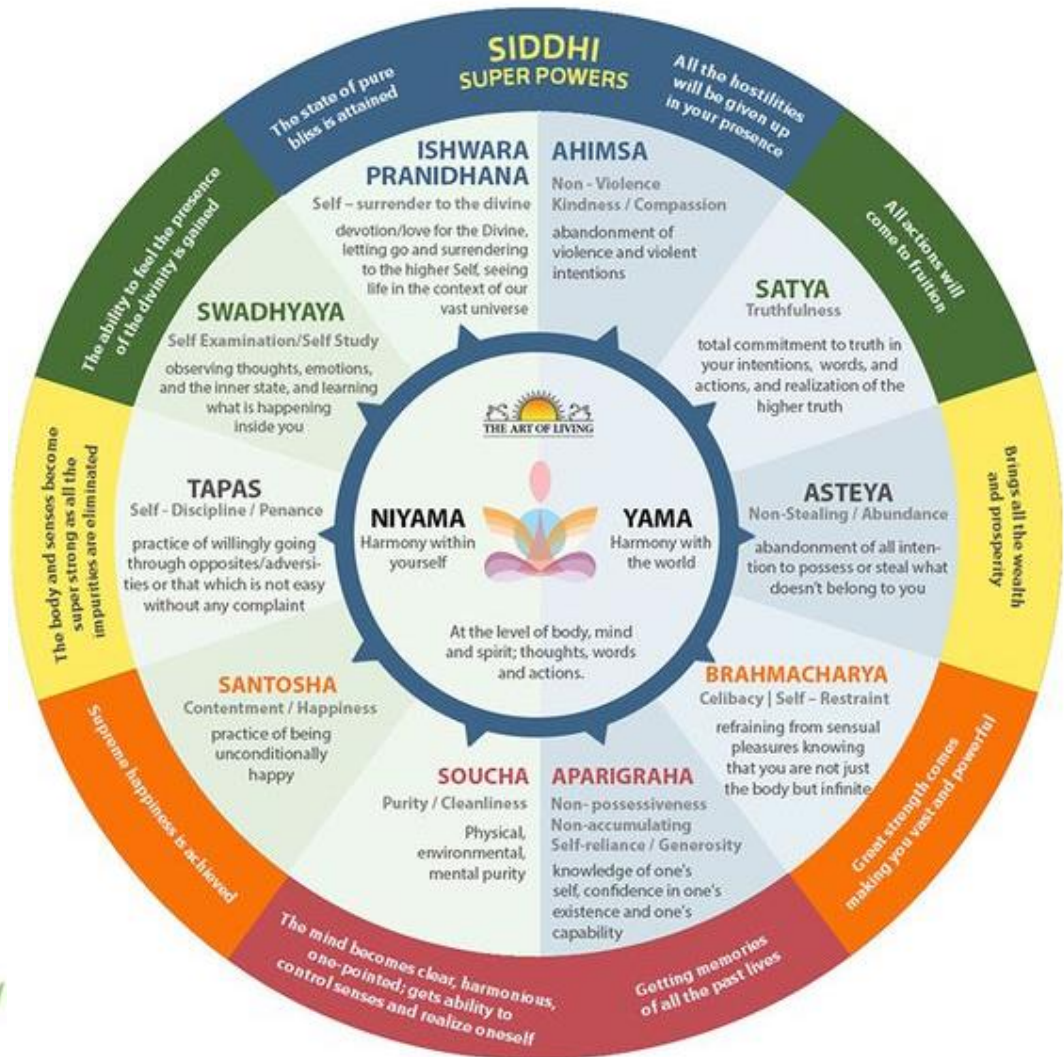 SIDDHI
SUPER POWERS
All the hostilities
will be given up
in your presence
AHIMSA
Non - Violence
Kindness / Compassion
abandonment of
violence and violent
intentions
All actions will
come to fruition
SATYA
Truthfulness
total commitment to truth in
your intentions, words, and
actions, and realization of the
higher truth
Brings all the wealth
and prosperity
ASTEYA
Non-Stealing / Abundance
abandonment of all inten-
tion to possess or steal what
doesn't belong to you
Great strength comes
making you vast and powerful
BRAHMACHARYA
Celibacy | Self – Restraint
refraining from sensual
pleasures knowing
that you are not just
the body but infinite
Getting memories
of all the past lives
APARIGRAHA
Non- possessiveness
Non-accumulating
Self-reliance / Generosity
knowledge of one's
self, confidence in one's
existence and one's
capability
The mind becomes clear, harmonious,
one-pointed; gets ability to
control senses and realize oneself
SOUCHA
Purity / Cleanliness
Physical,
environmental,
mental purity
Supreme happiness is achieved
SANTOSHA
Contentment / Happiness
practice of being
unconditionally
happy
The body and senses become
super strong as all the
impurities are eliminated
TAPAS
Self - Discipline / Penance
practice of willingly going
through opposites/adversi-
ties or that which is not easy
without any complaint
The ability to feel the presence
of the divinity is gained
SWADHYAYA
Self Examination/Self Study
observing thoughts, emotions,
and the inner state, and learning
what is happening
inside you
The state of pure
bliss is attained
ISHWARA
PRANIDHANA
Self – surrender to the divine
devotion/love for the Divine,
letting go and surrendering
to the higher Self, seeing
life in the context of our
vast universe
THE ART OF LIVING
NIYAMA
Harmony within
yourself
YAMA
Harmony with
the world
At the level of body, mind
and spirit; thoughts, words
and actions.